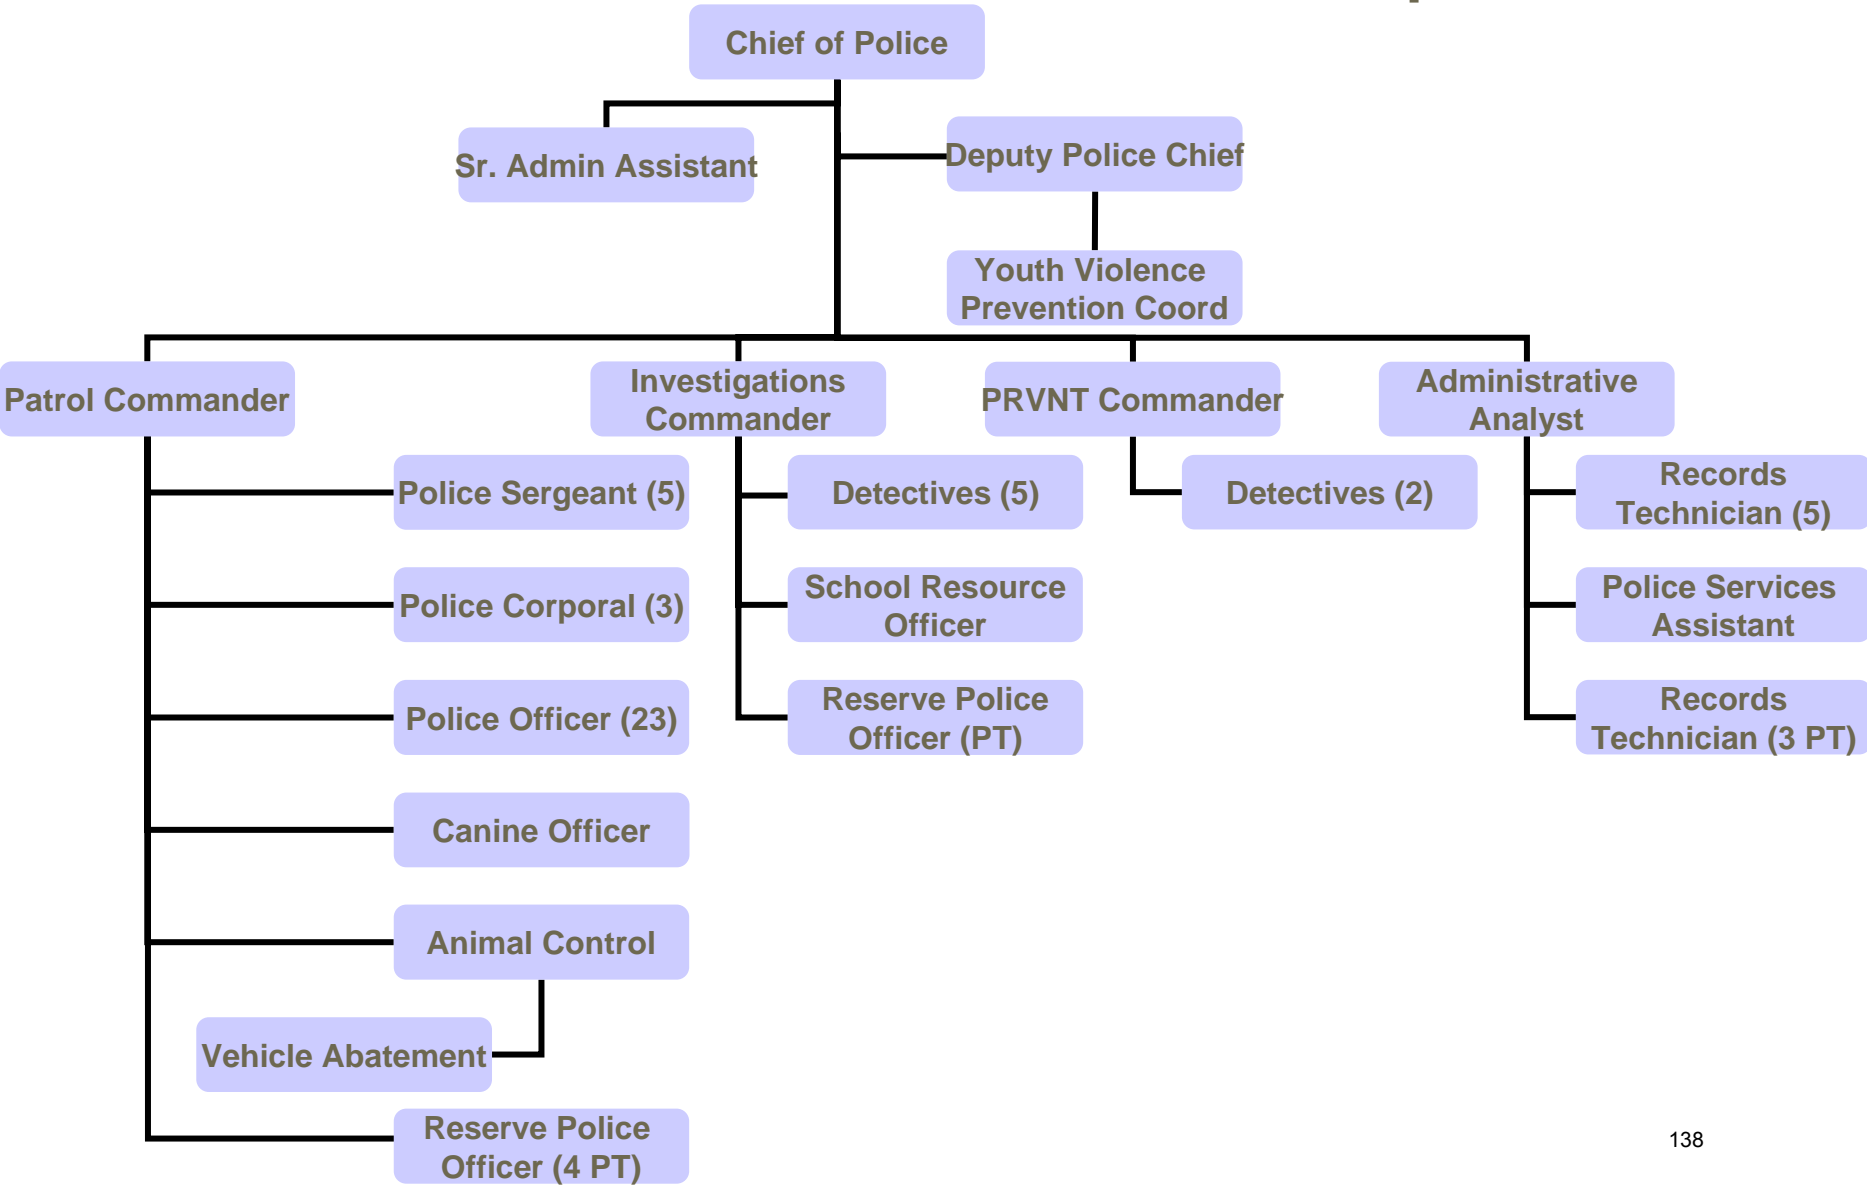 Chief of Police
Sr. Admin Assistant
Deputy Police Chief
Youth Violence
Prevention Coord
Patrol Commander
Investigations
Commander
PRVNT Commander
Administrative
Analyst
Police Sergeant (5)
Detectives (5)
Detectives (2)
Records
Technician (5)
Police Corporal (3)
School Resource
Officer
Police Services
Assistant
Police Officer (23)
Reserve Police
Officer (PT)
Records
Technician (3 PT)
Canine Officer
Animal Control
Vehicle Abatement
Reserve Police
Officer (4 PT)
138